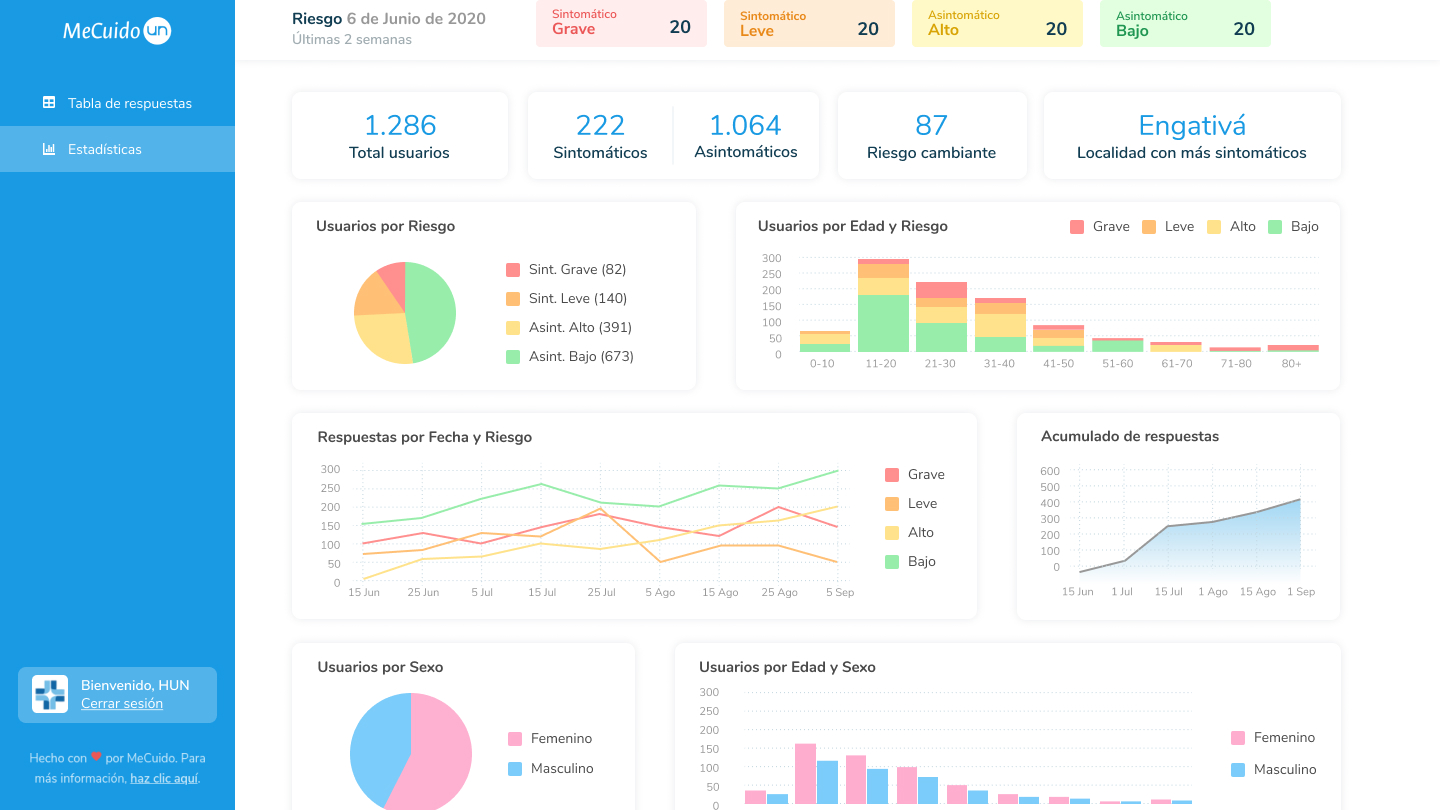 MeCuido un
Tabla de respuestas
Estadísticas
Bienvenido, HUN
Cerrar sesión
Hecho con ❤ por MeCuido. Para
más información, haz clic aquí.
Riesgo 6 de Junio de 2020
Últimas 2 semanas
Sintomático
Grave 20
Sintomático
Leve 20
Asintomático
Alto 20
Asintomático
Bajo 20
1.286
Total usuarios
222
Sintomáticos
1.064
Asintomáticos
87
Riesgo cambiante
Engativá
Localidad con más sintomáticos
Usuarios por Riesgo
Sint. Grave (82)
Sint. Leve (140)
Asint. Alto (391)
Asint. Bajo (673)
Usuarios por Edad y Riesgo
Grave Leve Alto Bajo
300
250
200
150
100
50
0
0-10 11-20 21-30 31-40 41-50 51-60 61-70 71-80 80+
Respuestas por Fecha y Riesgo
300
250
200
150
100
50
0
15 Jun 25 Jun 5 Jul 15 Jul 25 Jul 5 Ago 15 Ago 25 Ago 5 Sep
Grave
Leve
Alto
Bajo
Acumulado de respuestas
600
500
400
300
200
100
0
15 Jun 1 Jul 15 Jul 1 Ago 15 Ago 1 Sep
Usuarios por Sexo
Femenino
Masculino
Usuarios por Edad y Sexo
300
250
200
150
100
50
0
Femenino
Masculino